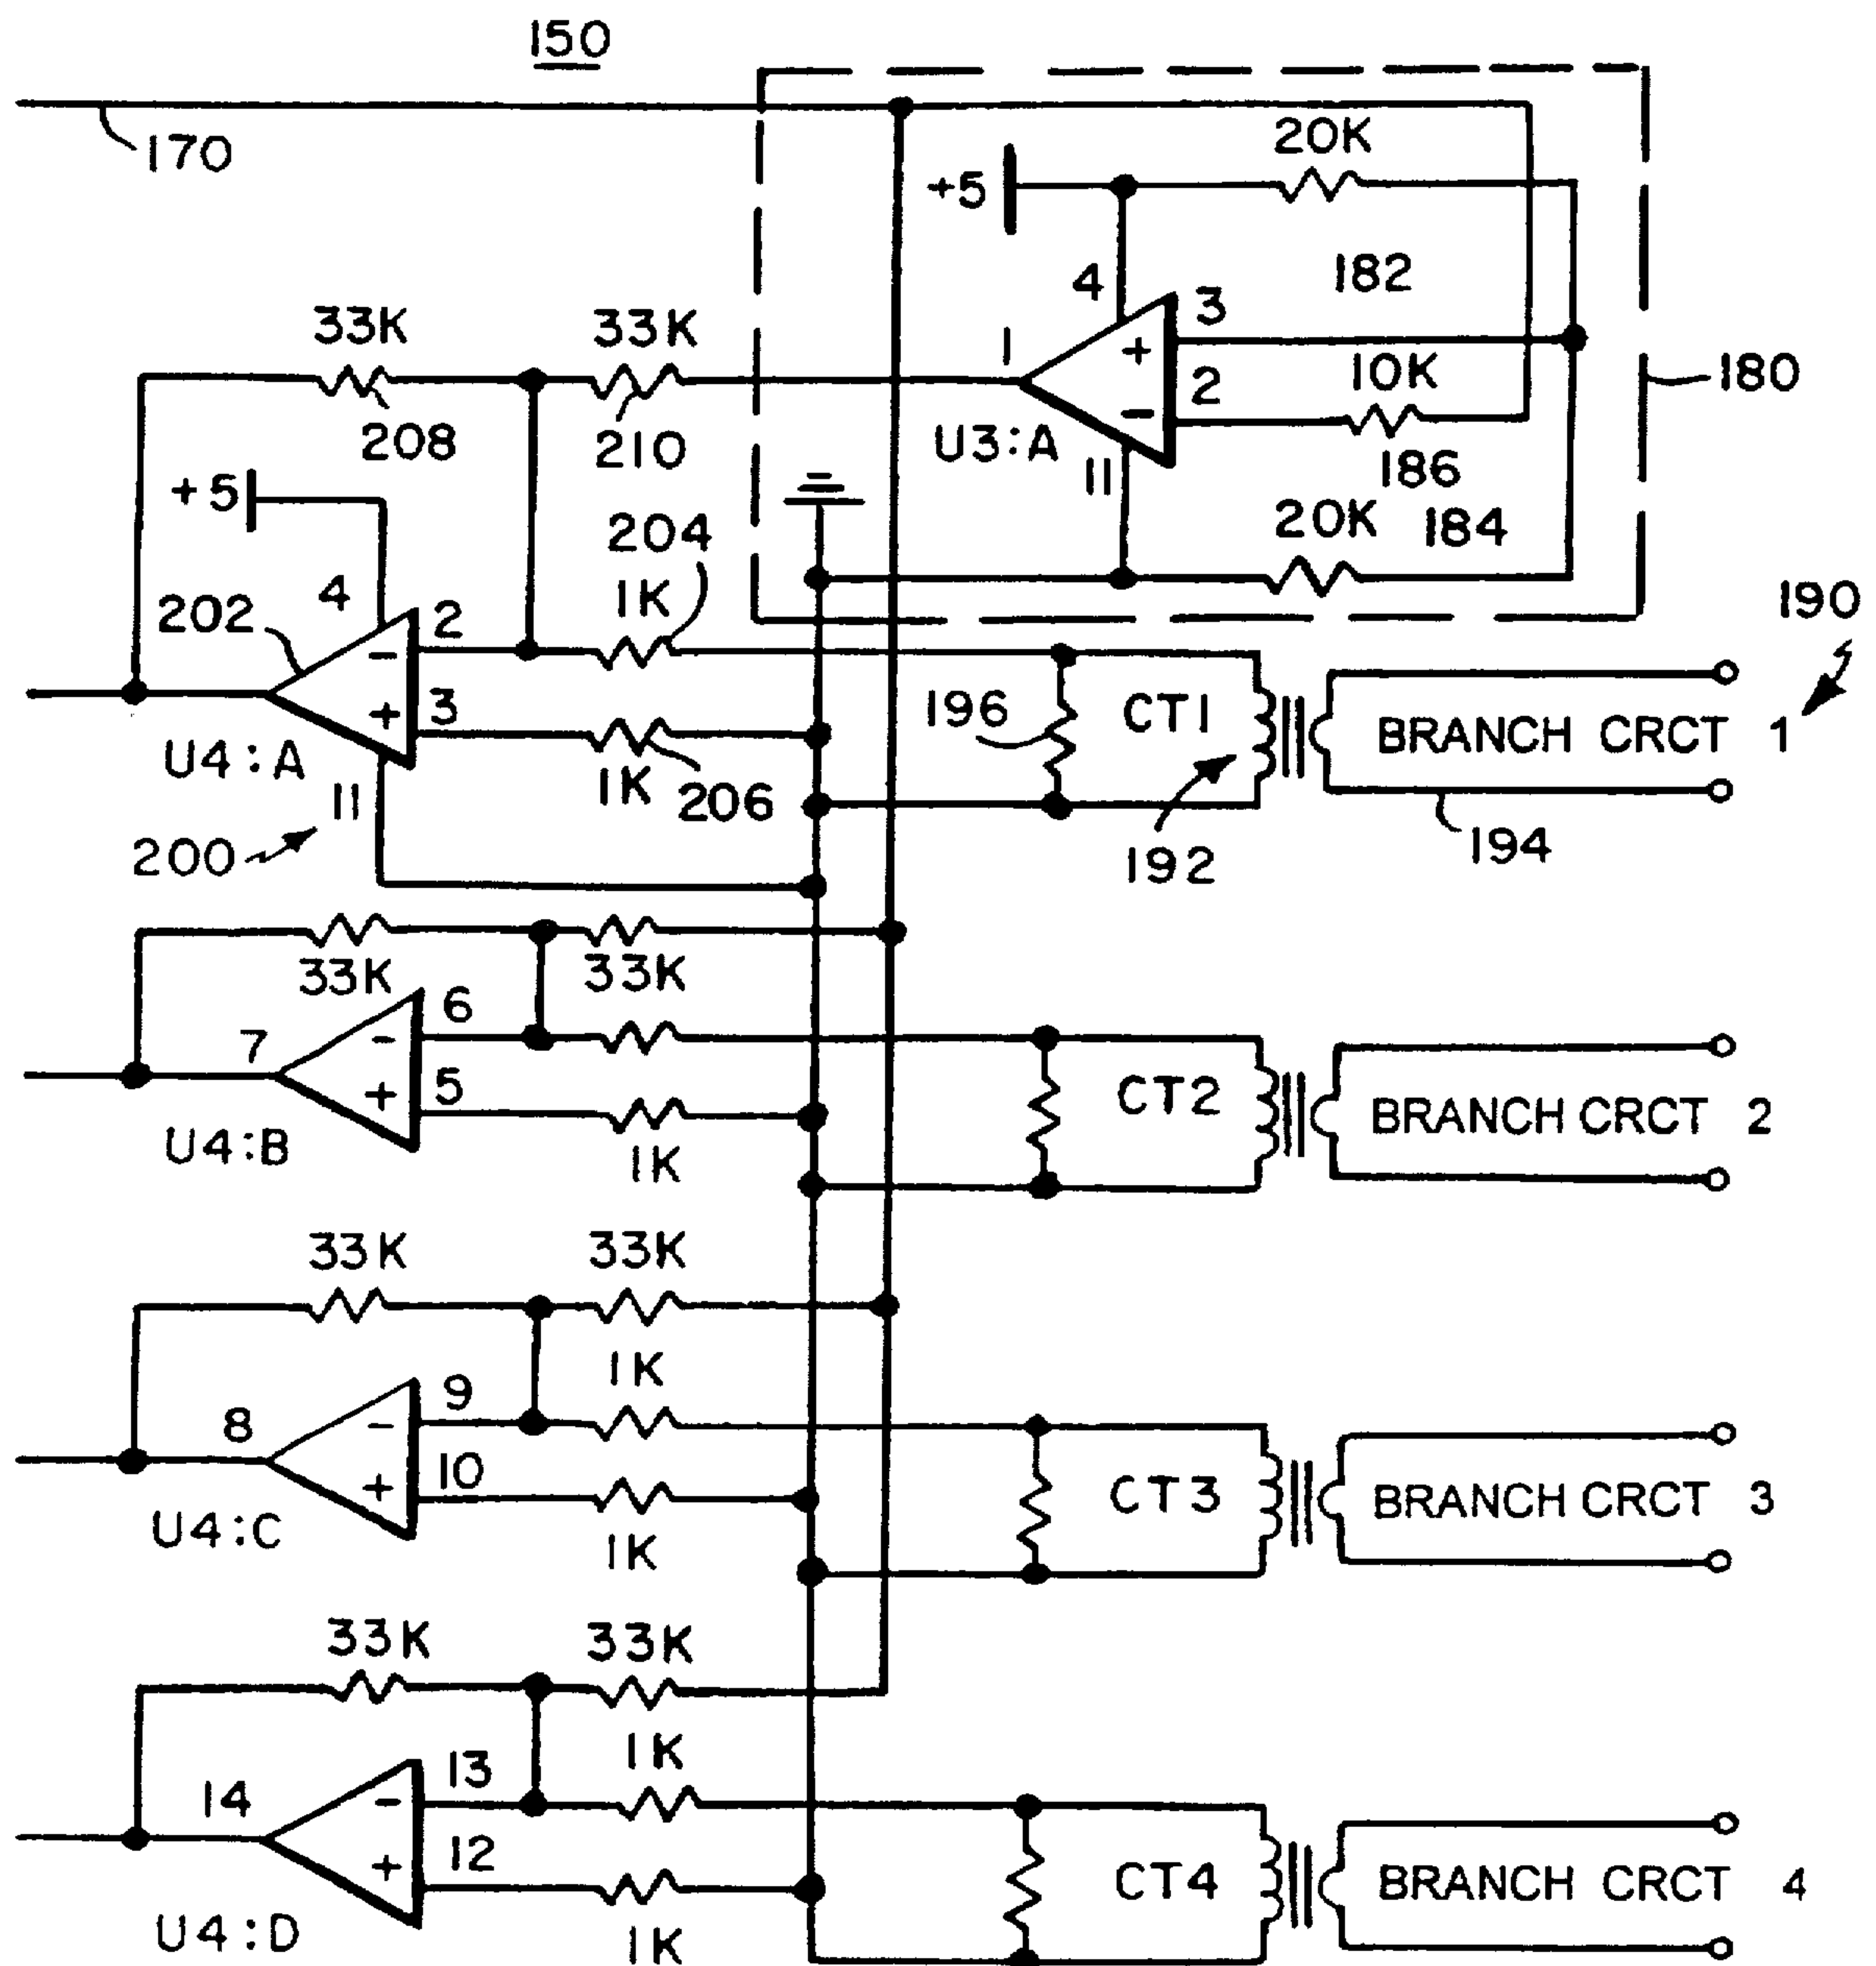 150
170
20K
+5
182
4
3
33K
33K
1
+
10K
180
2
-
208
210
U3:A
186
11
+5
204
20K
184
1K
190
4
202
2
-
196
CT1
BRANCH CRCT 1
+
3
U4:A
1K
206
11
200
192
194
33K
33K
6
7
-
5
CT2
BRANCH CRCT 2
+
U4:B
1K
33K
33K
1K
9
8
-
10
CT3
BRANCH CRCT 3
+
U4:C
1K
33K
33K
1K
13
14
-
12
+
CT4
BRANCH CRCT 4
U4:D
1K